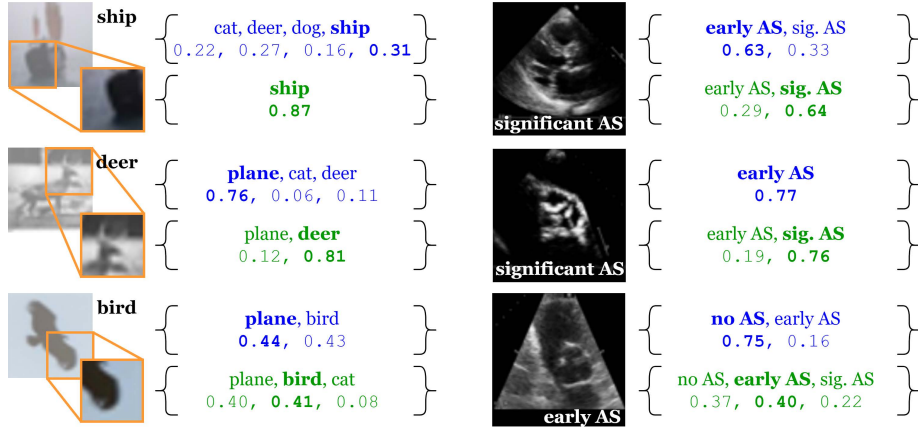 ship
cat, deer, dog, ship
0.22, 0.27, 0.16, 0.31
ship
0.87
deer
plane, cat, deer
0.76, 0.06, 0.11
plane, deer
0.12, 0.81
bird
plane, bird
0.44, 0.43
plane, bird, cat
0.40, 0.41, 0.08
significant AS
early AS, sig. AS
0.63, 0.33
early AS, sig. AS
0.29, 0.64
significant AS
early AS
0.77
early AS, sig. AS
0.19, 0.76
early AS
no AS, early AS
0.75, 0.16
no AS, early AS, sig. AS
0.37, 0.40, 0.22